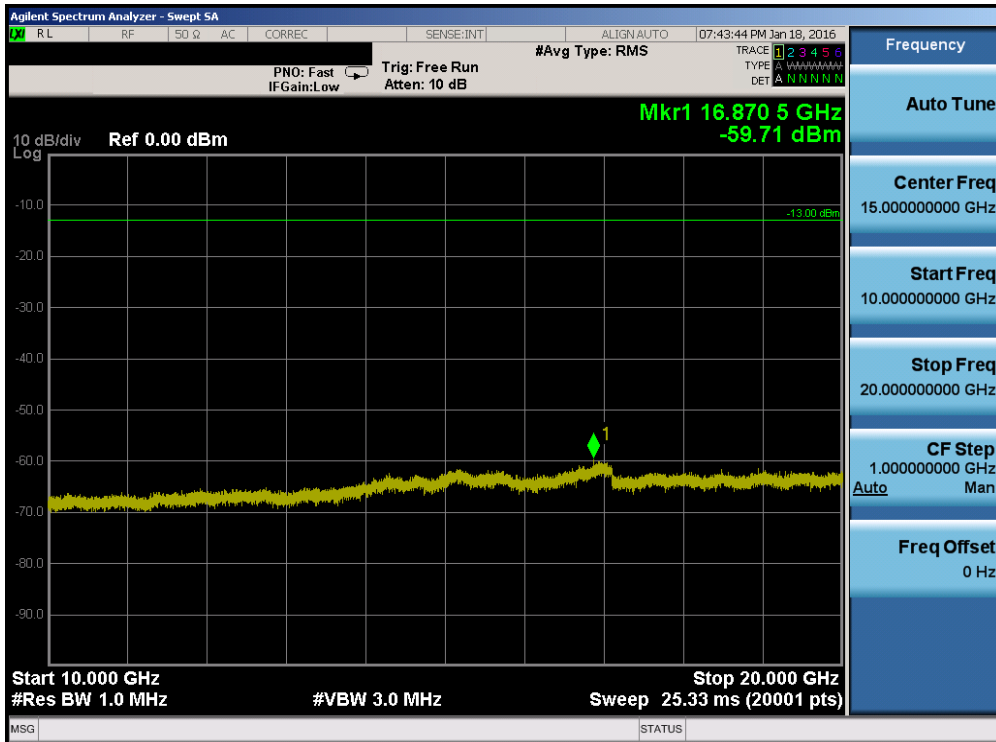 Agilent Spectrum Analyzer - Swept SA
LXI RL RF 50 Ω AC CORREC SENSE:INT ALIGN AUTO 07:43:44 PM Jan 18, 2016
#Avg Type: RMS TRACE 1 2 3 4 5 6
PNO: Fast Trig: Free Run TYPE A WWWWW
IFGain:Low Atten: 10 dB DET A N N N N N
Mkr1 16.870 5 GHz
-59.71 dBm
10 dB/div Ref 0.00 dBm
Log
-10.0
-13.00 dBm
-20.0
-30.0
-40.0
-50.0
1
-60.0
-70.0
-80.0
-90.0
Start 10.000 GHz Stop 20.000 GHz
#Res BW 1.0 MHz #VBW 3.0 MHz Sweep 25.33 ms (20001 pts)
MSG STATUS
Frequency
Auto Tune
Center Freq
15.000000000 GHz
Start Freq
10.000000000 GHz
Stop Freq
20.000000000 GHz
CF Step
1.000000000 GHz
Auto Man
Freq Offset
0 Hz